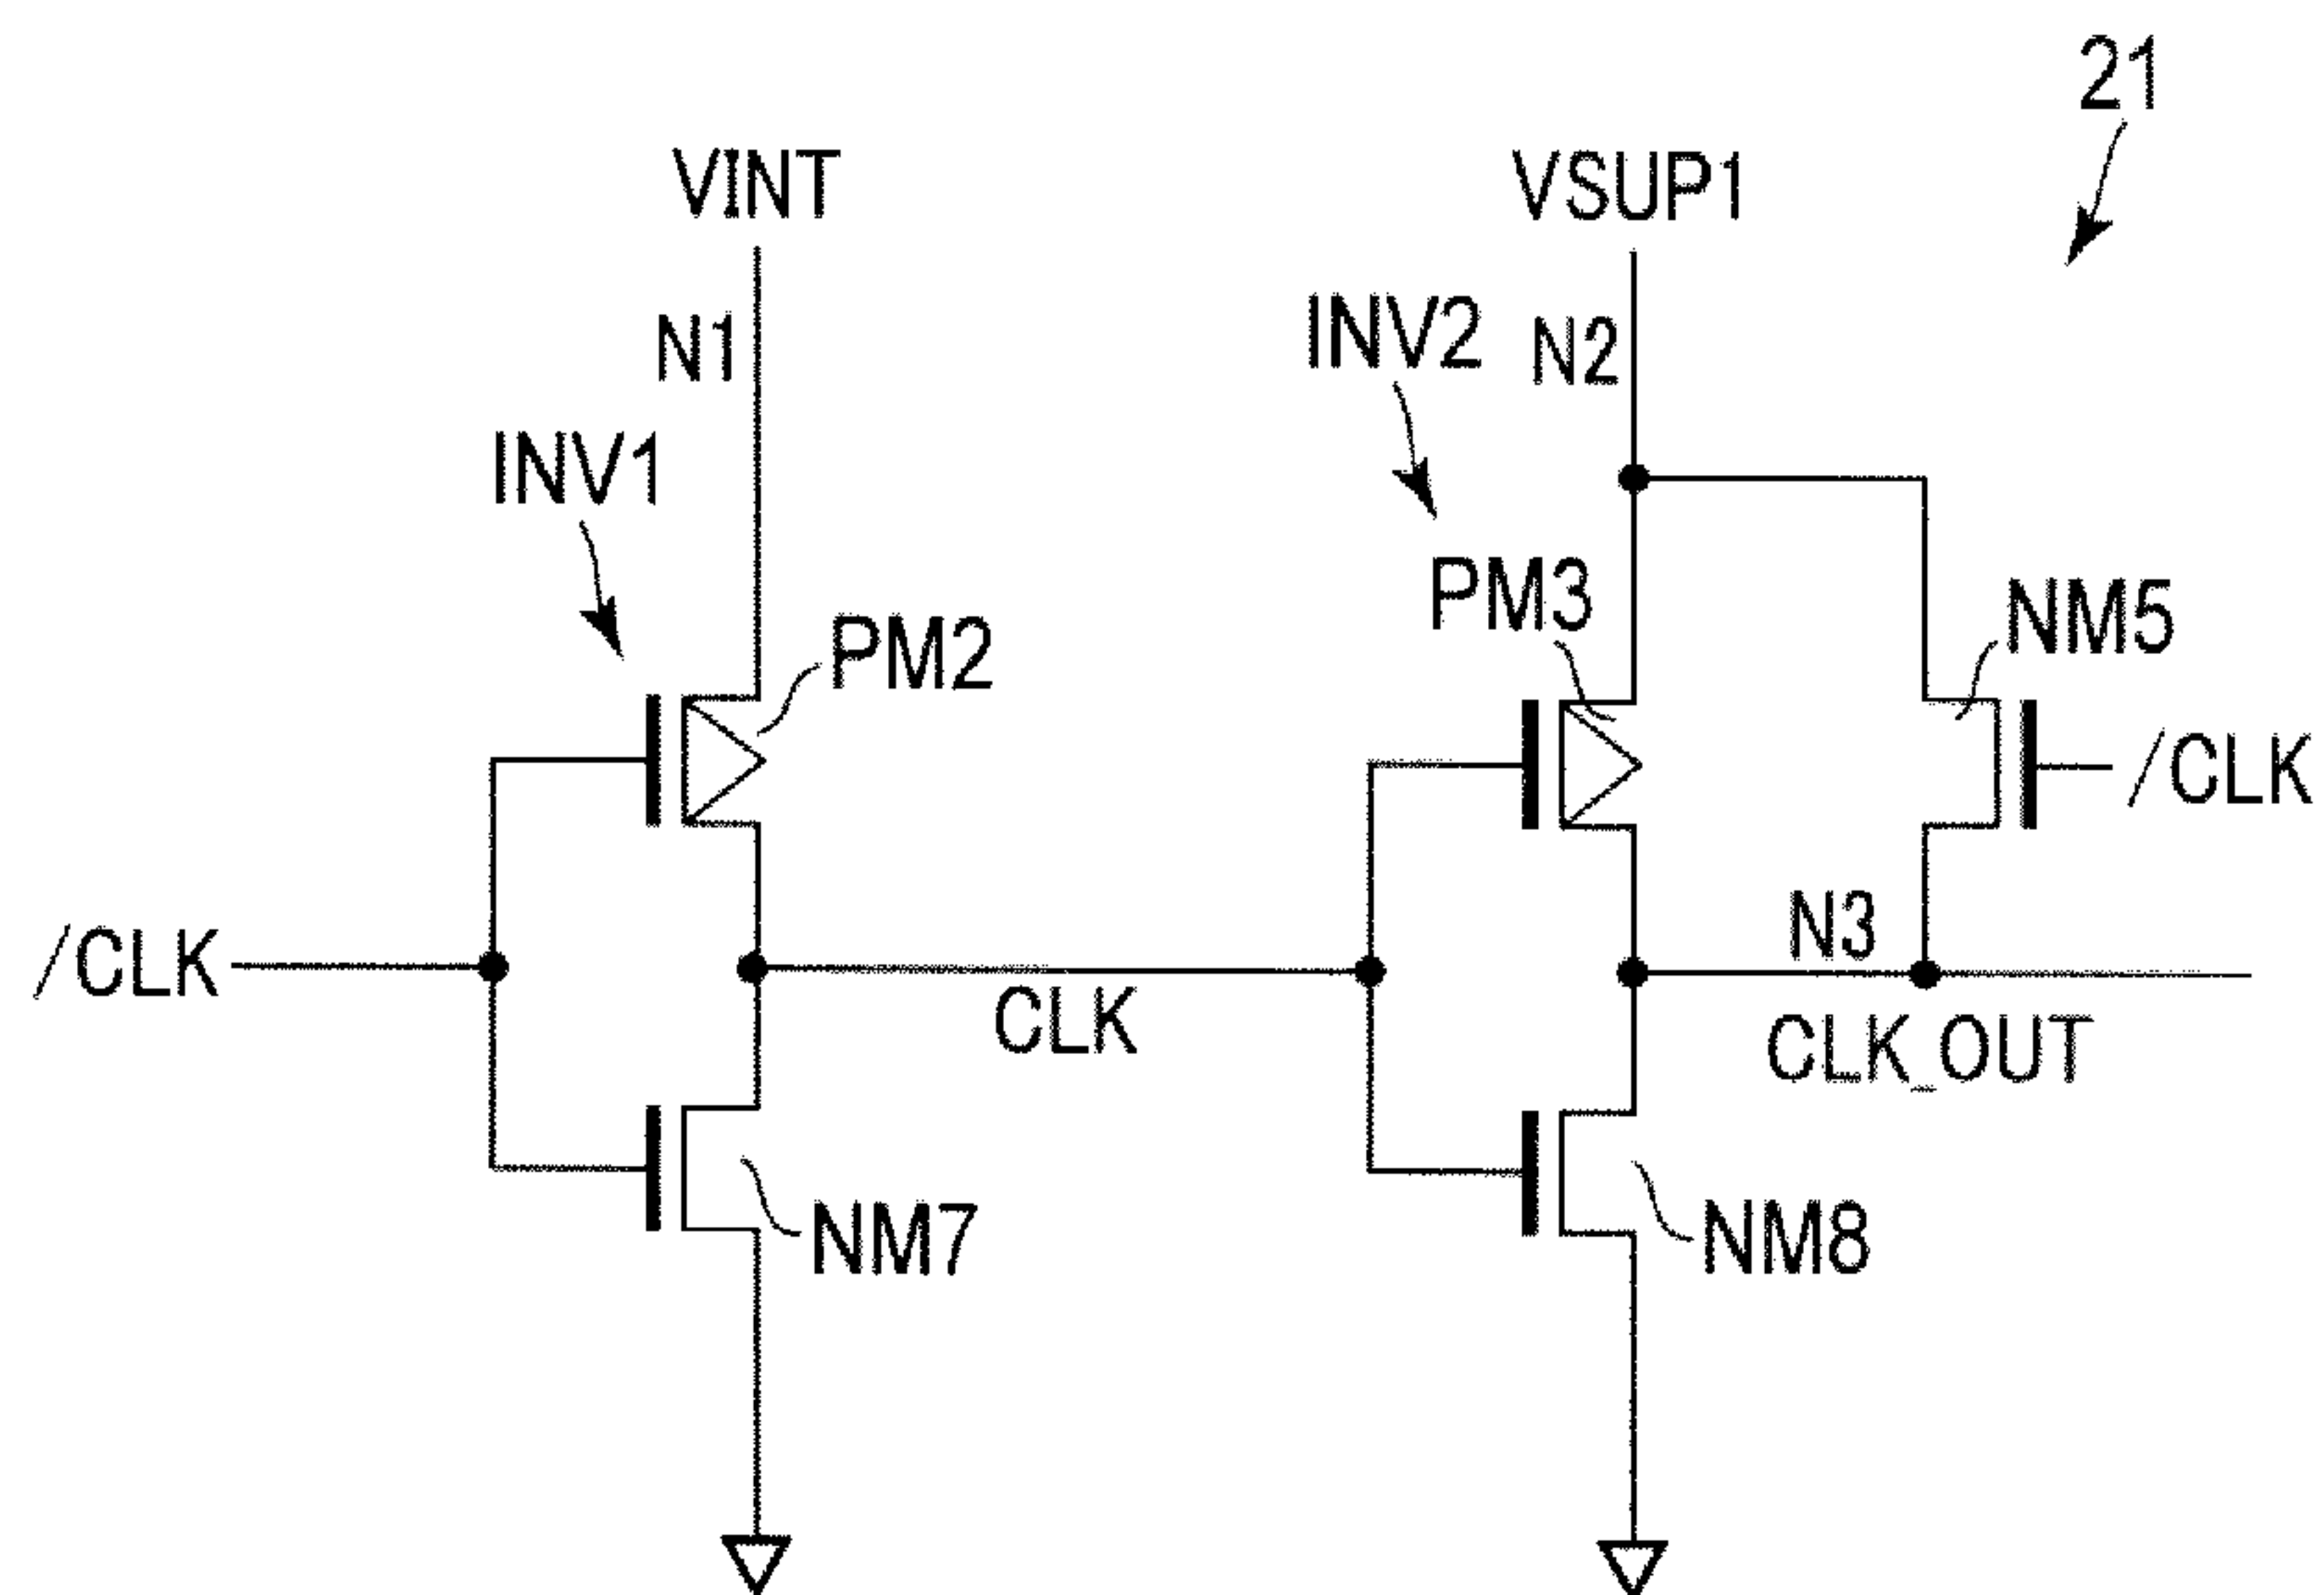 21
VINT
VSUP1
N1
INV2
N2
INV1
PM3
NM5
PM2
/CLK
N3
/CLK
CLK
CLK_OUT
NM7
NM8